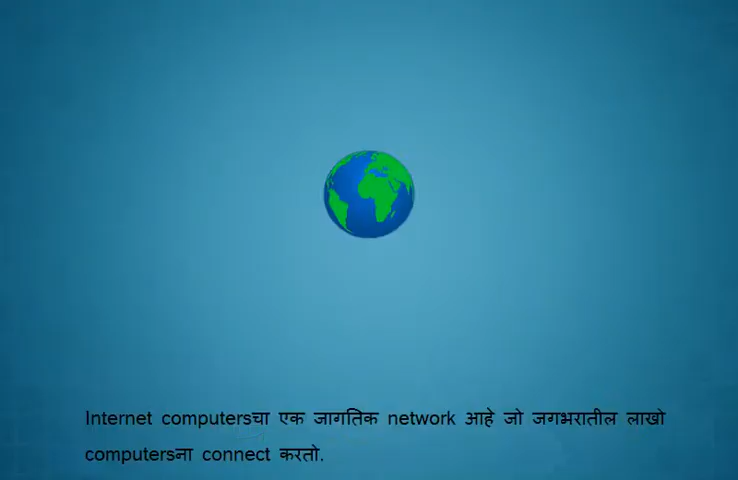 Internet computersचा एक जागतिक network आहे जो जगभरातील लाखो
computersना connect करतो.